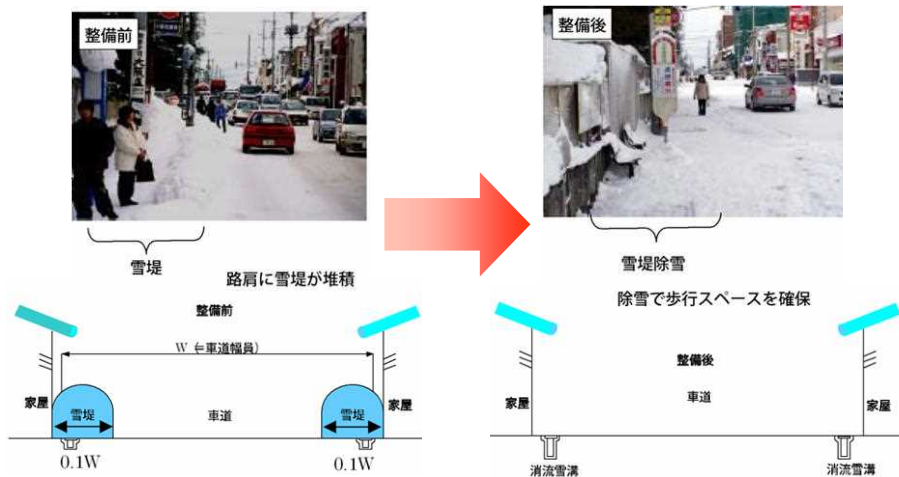 整備前
整備後
雪堤
雪堤除雪
路肩に雪堤が堆積
除雪で歩行スペースを確保
整備前
W（=車道幅員）
家屋
雪堤
車道
雪堤
家屋
0.1W
0.1W
整備後
車道
家屋
家屋
消流雪溝
消流雪溝